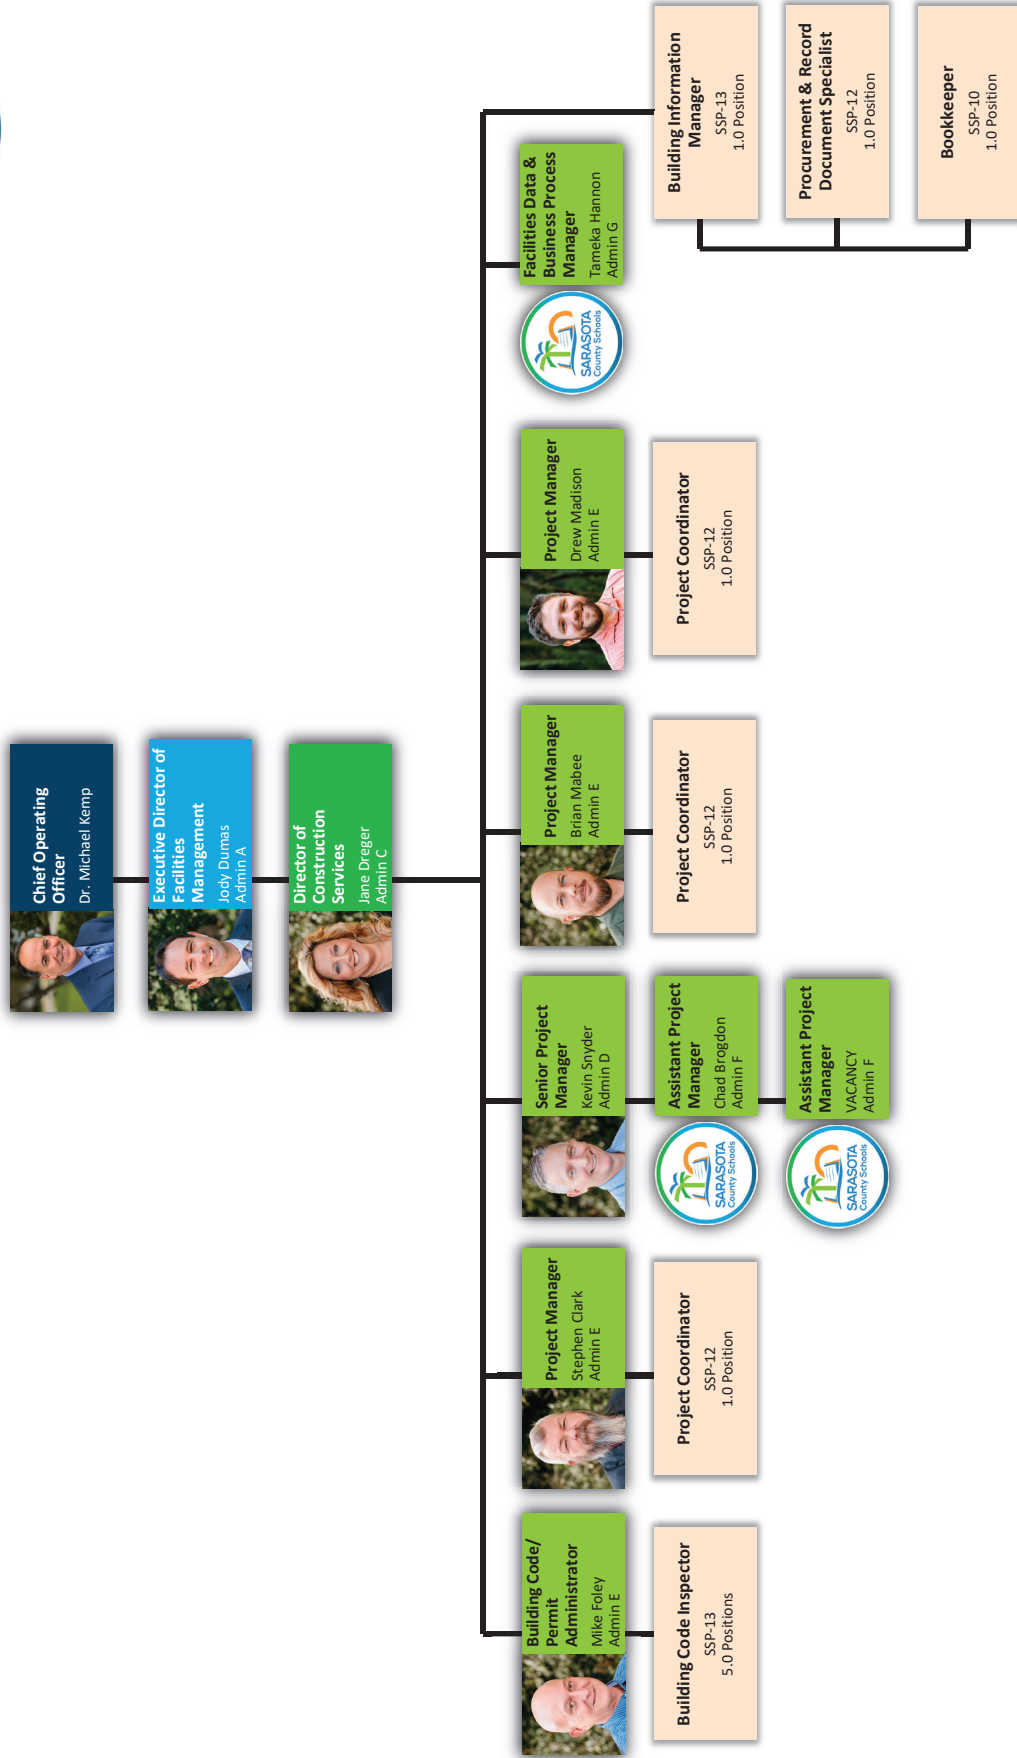 Chief Operating
Officer
Dr. Michael Kemp
Executive Director of
Facilities
Management
Jody Dumas
Admin A
Director of
Construction
Services
Jane Dreger
Admin C
Building Code/
Permit
Administrator
Mike Foley
Admin E
Project Manager
Stephen Clark
Admin E
Senior Project
Manager
Kevin Snyder
Admin D
Project Manager
Brian Mabee
Admin E
Project Manager
Drew Madison
Admin E
SARASOTA
County Schools
Facilities Data &
Business Process
Manager
Tameka Hannon
Admin G
Building Code Inspector
SSP-13
5.0 Positions
Project Coordinator
SSP-12
1.0 Position
SARASOTA
County Schools
Assistant Project
Manager
Chad Brogdon
Admin F
Project Coordinator
SSP-12
1.0 Position
Project Coordinator
SSP-12
1.0 Position
Building Information
Manager
SSP-13
1.0 Position
SARASOTA
County Schools
Assistant Project
Manager
VACANCY
Admin F
Procurement & Record
Document Specialist
SSP-12
1.0 Position
Bookkeeper
SSP-10
1.0 Position